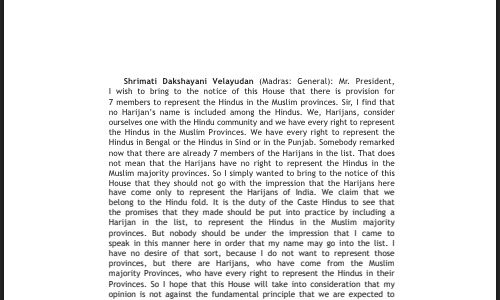 Shrimati Dakshayani Velayudan (Madras: General): Mr. President,
I wish to bring to the notice of this House that there is provision for
7 members to represent the Hindus in the Muslim provinces. Sir, I find that
no Harijan's name is included among the Hindus. We, Harijans, consider
ourselves one with the Hindu community and we have every right to represent
the Hindus in the Muslim Provinces. We have every right to represent the
Hindus in Bengal or the Hindus in Sind or in the Punjab. Somebody remarked
now that there are already 7 members of the Harijans in the list. That does
not mean that the Harijans have no right to represent the Hindus in the
Muslim majority provinces. So I simply wanted to bring to the notice of this
House that they should not go with the impression that the Harijans here
have come only to represent the Harijans of India. We claim that we
belong to the Hindu fold. It is the duty of the Caste Hindus to see that
the promises that they made should be put into practice by including a
Harijan in the list, to represent the Hindus in the Muslim majority
provinces. But nobody should be under the impression that I came to
speak in this manner here in order that my name may go into the list. I
have no desire of that sort, because I do not want to represent those
provinces, but there are Harijans, who have come from the Muslim
majority Provinces, who have every right to represent the Hindus in their
Provinces. So I hope that this House will take into consideration that my
opinion is not against the fundamental principle that we are expected to